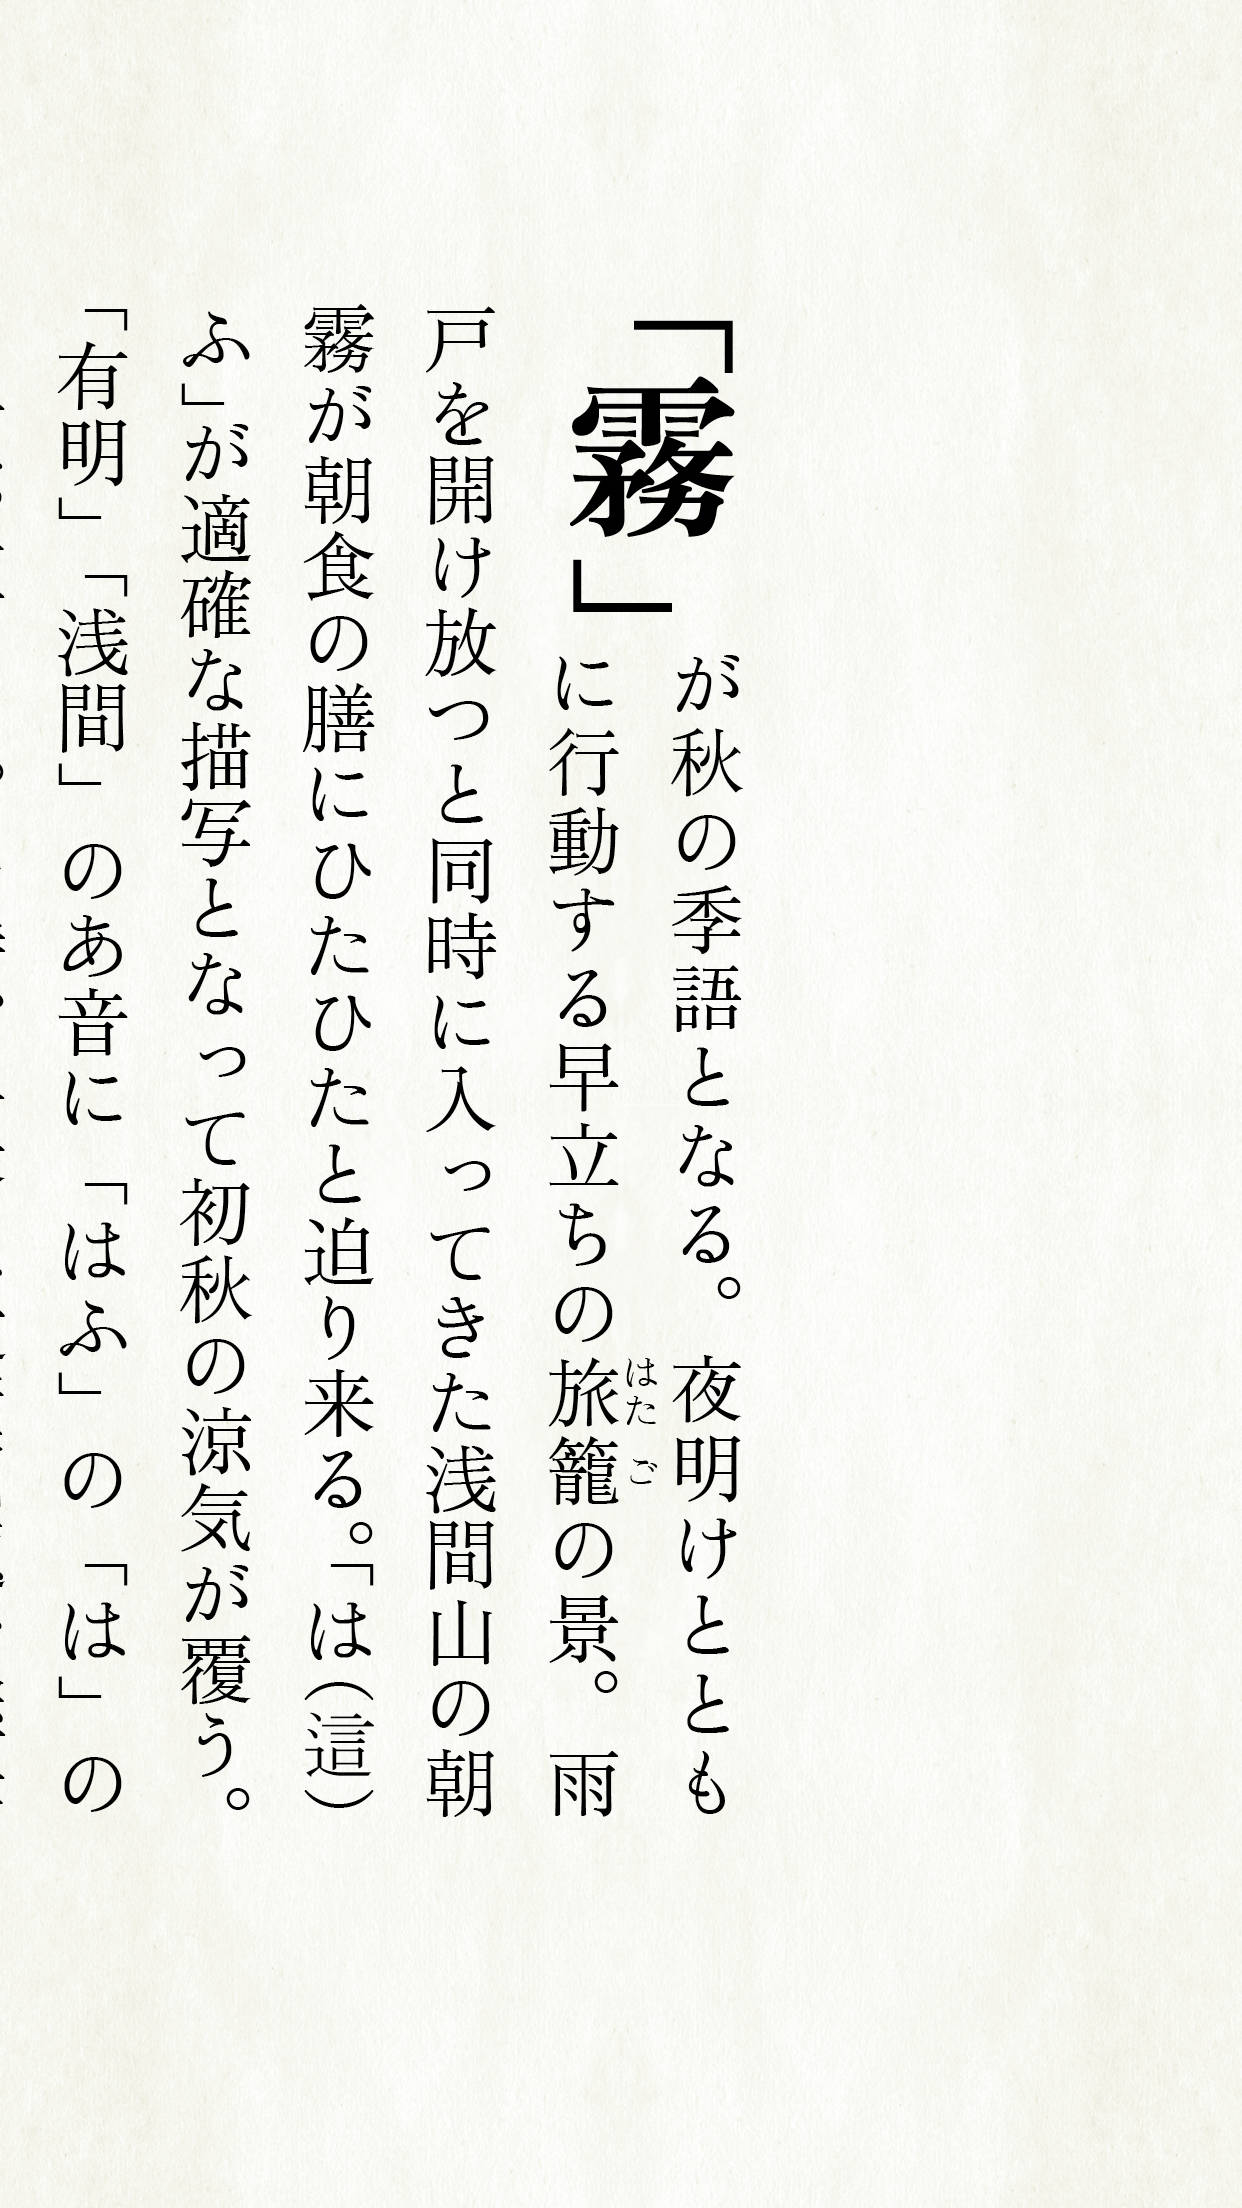 「霧」が秋の季語となる。夜明けととも
に行動する早立ちの旅籠の景。雨
はたご
戸を開け放つと同時に入ってきた浅間山の朝
霧が朝食の膳にひたひたと迫り来る。「は（這）
ふ」が適確な描写となって初秋の涼気が覆う。
「有明」「浅間」のあ音に「はふ」の「は」の